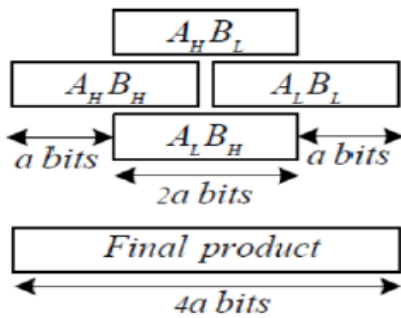 A_H B_L
A_H B_H A_L B_L
a bits A_L B_H a bits
2a bits
Final product
4a bits